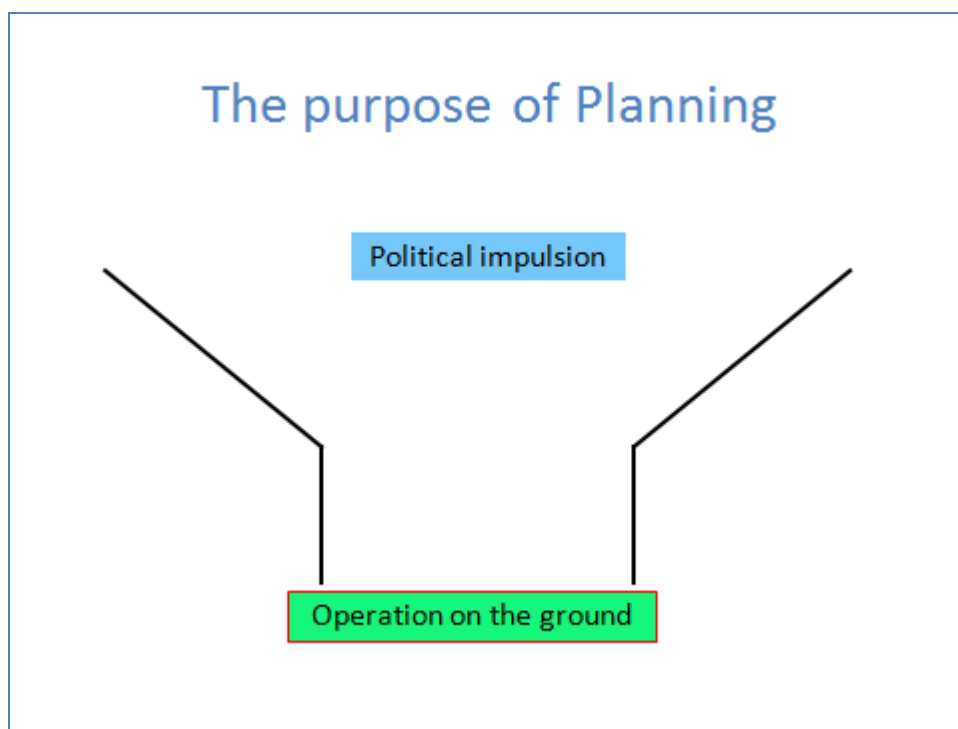 The purpose of Planning
Political impulsion
Operation on the ground